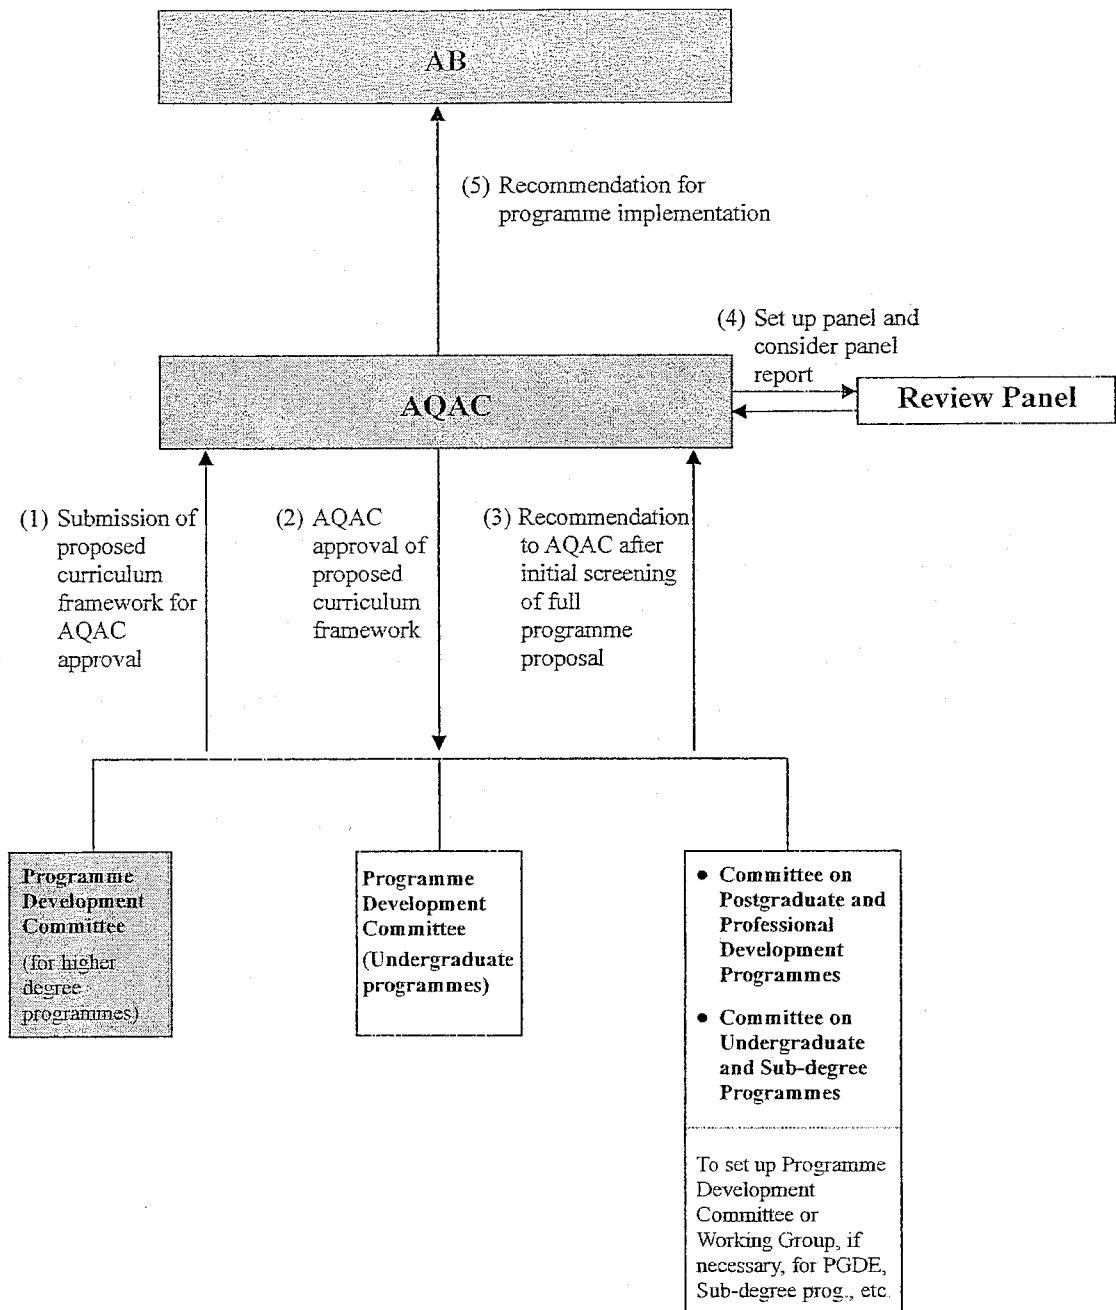 AB
(5) Recommendation for
programme implementation
(4) Set up panel and
consider panel
report
AQAC
Review Panel
(1) Submission of
proposed
curriculum
framework for
AQAC
approval
(2) AQAC
approval of
proposed
curriculum
framework
(3) Recommendation
to AQAC after
initial screening
of full
programme
proposal
Programme
Development
Committee
(for higher
degree
programmes)
Programme
Development
Committee
(Undergraduate
programmes)
• Committee on
Postgraduate and
Professional
Development
Programmes
• Committee on
Undergraduate
and Sub-degree
Programmes
To set up Programme
Development
Committee or
Working Group, if
necessary, for PGDE,
Sub-degree prog., etc.